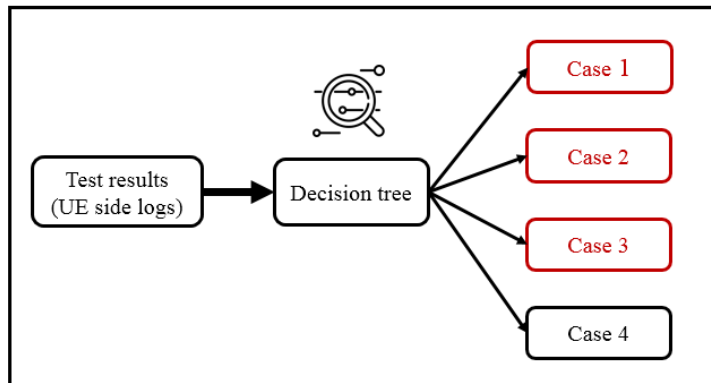 Test results
(UE side logs)
Decision tree
Case 1
Case 2
Case 3
Case 4